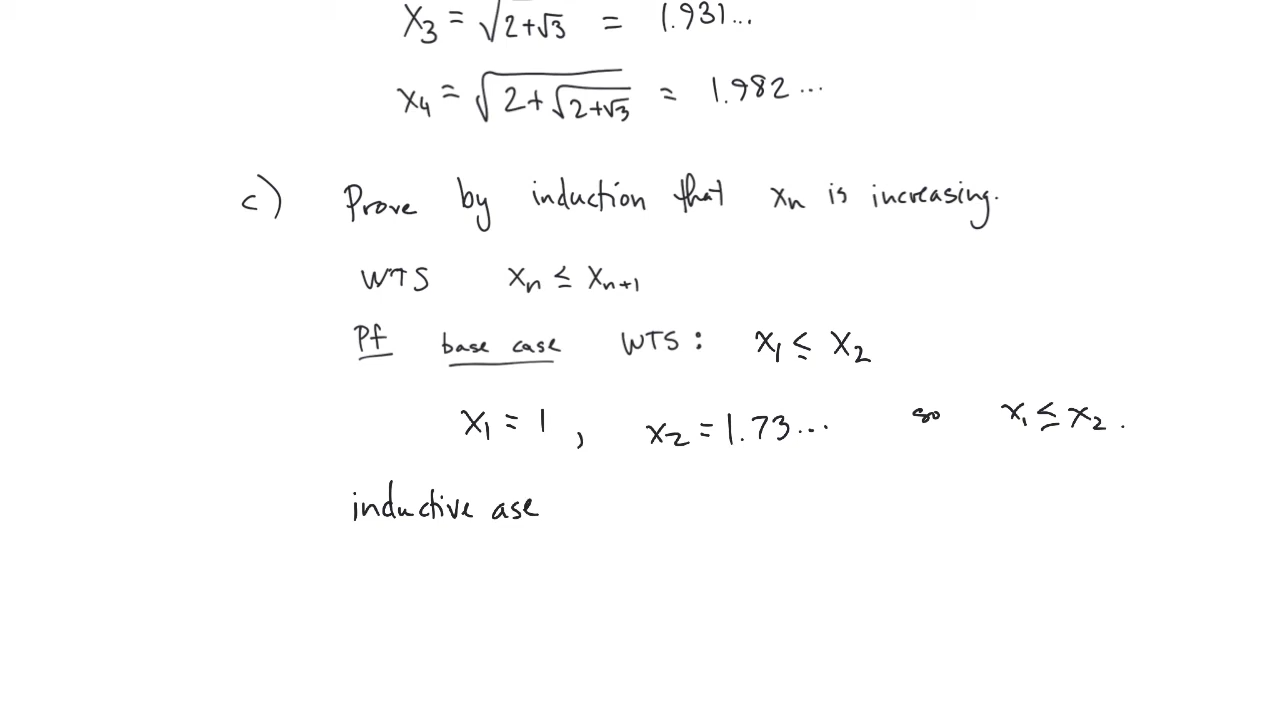 x₃ = √(2+√3) = 1.931...
x₄ = √(2+√(2+√3)) = 1.982...
c) Prove by induction that xₙ is increasing.
WTS xₙ ≤ xₙ₊₁
Pf base case WTS: x₁ ≤ x₂
x₁ = 1, x₂ = 1.73... so x₁ ≤ x₂.
inductive ase